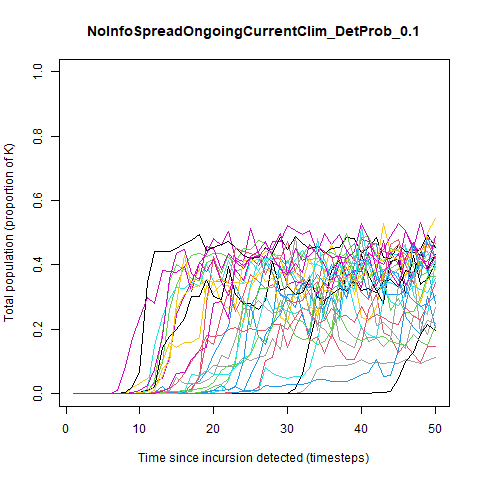 NoInfoSpreadOngoingCurrentClim_DetProb_0.1
Total population (proportion of K)
1.0
0.8
0.6
0.4
0.2
0.0
0 10 20 30 40 50
Time since incursion detected (timesteps)